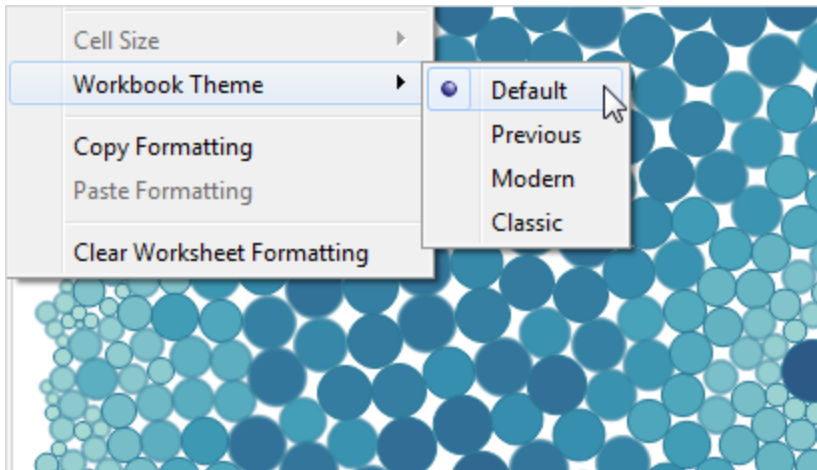 Cell Size
Workbook Theme
Default
Previous
Modern
Classic
Copy Formatting
Paste Formatting
Clear Worksheet Formatting